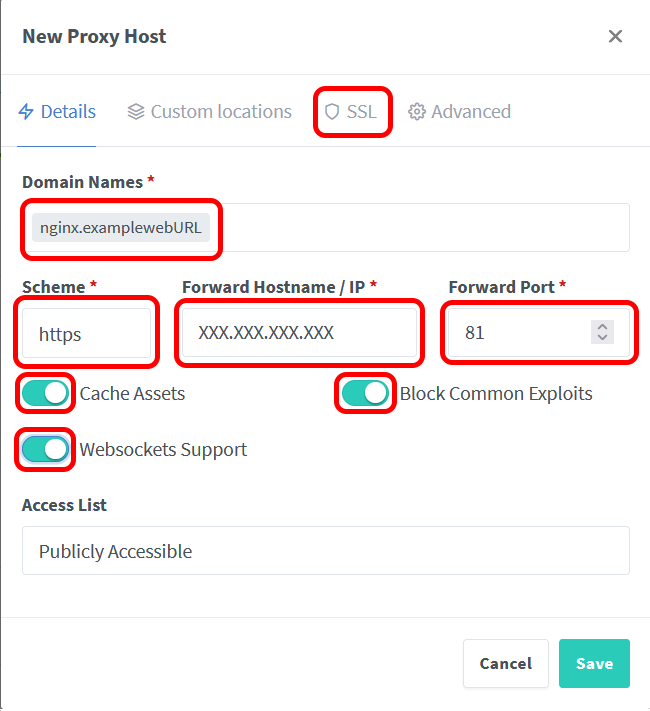 New Proxy Host
Details Custom locations SSL Advanced
Domain Names *
nginx.examplewebURL
Scheme * Forward Hostname / IP * Forward Port *
https XXX.XXX.XXX.XXX 81
Cache Assets Block Common Exploits
Websockets Support
Access List
Publicly Accessible
Cancel Save